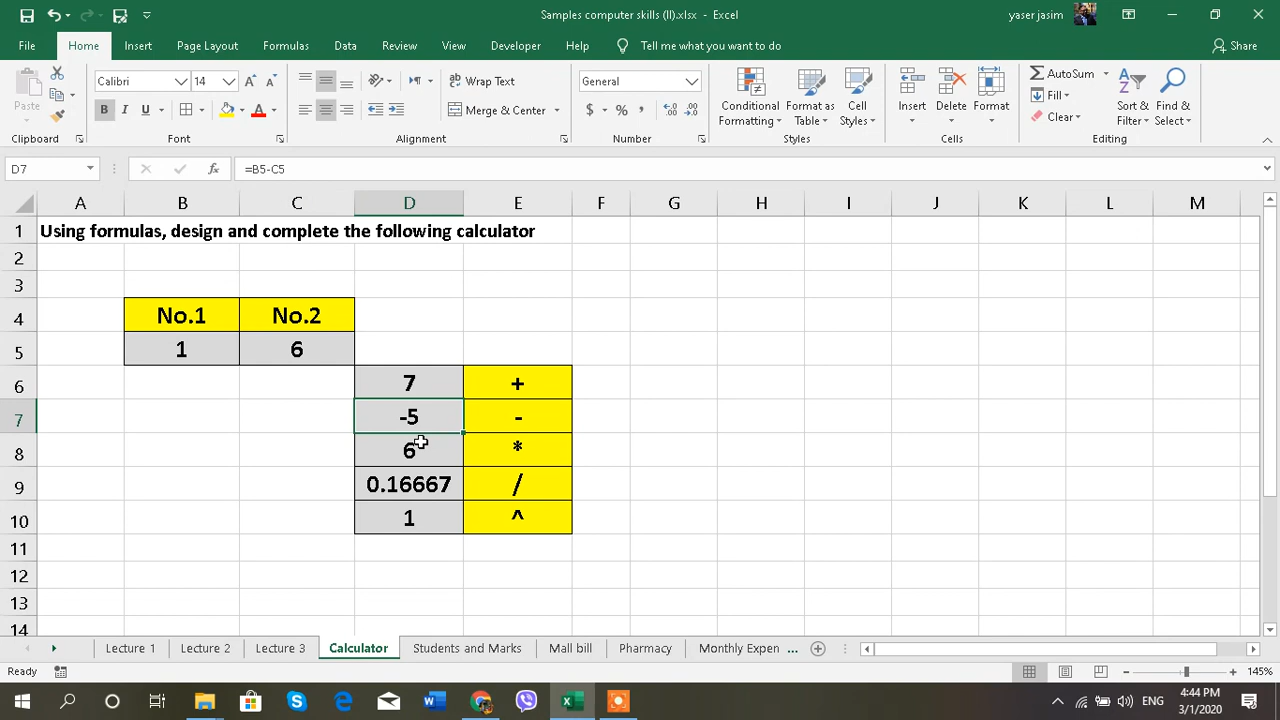 Samples computer skills (II).xlsx - Excel
yaser jasim
File Home Insert Page Layout Formulas Data Review View Developer Help Tell me what you want to do Share
Paste
Calibri 14
B I U
Wrap Text
Merge & Center
General
$ % ,
Conditional Formatting
Format as Table
Cell Styles
Insert
Delete
Format
AutoSum
Fill
Clear
Sort & Filter
Find & Select
Clipboard Font Alignment Number Styles Cells Editing
D7 fx =B5-C5
A B C D E F G H I J K L M
1 Using formulas, design and complete the following calculator
2
3
4 No.1 No.2
5 1 6
6 7 +
7 -5 -
8 6 *
9 0.16667 /
10 1 ^
11
12
13
14
Lecture 1 Lecture 2 Lecture 3 Calculator Students and Marks Mall bill Pharmacy Monthly Expen ...
Ready 145%
ENG 4:44 PM
3/1/2020